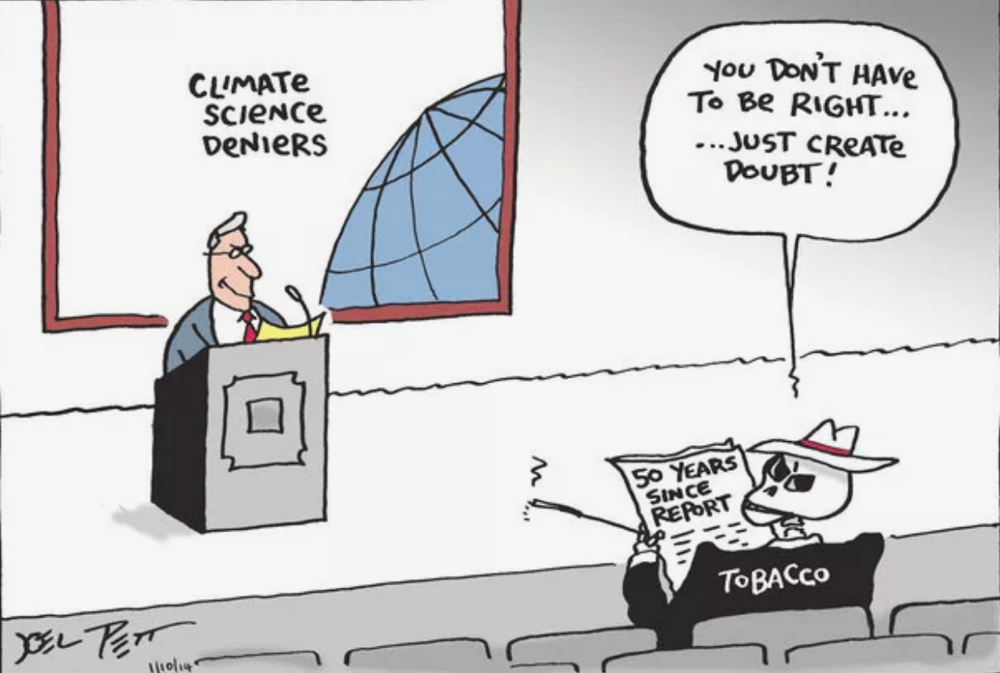 CLIMATE
SCIENCE
DENIERS
YOU DON'T HAVE
TO BE RIGHT...
...JUST CREATE
DOUBT!
50 YEARS
SINCE
REPORT
TOBACCO
JOEL PETT
1/10/14